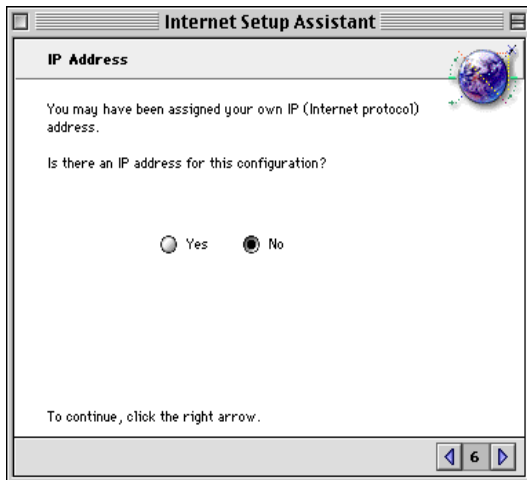 Internet Setup Assistant
IP Address
You may have been assigned your own IP (Internet protocol)
address.
Is there an IP address for this configuration?
Yes No
To continue, click the right arrow.
6